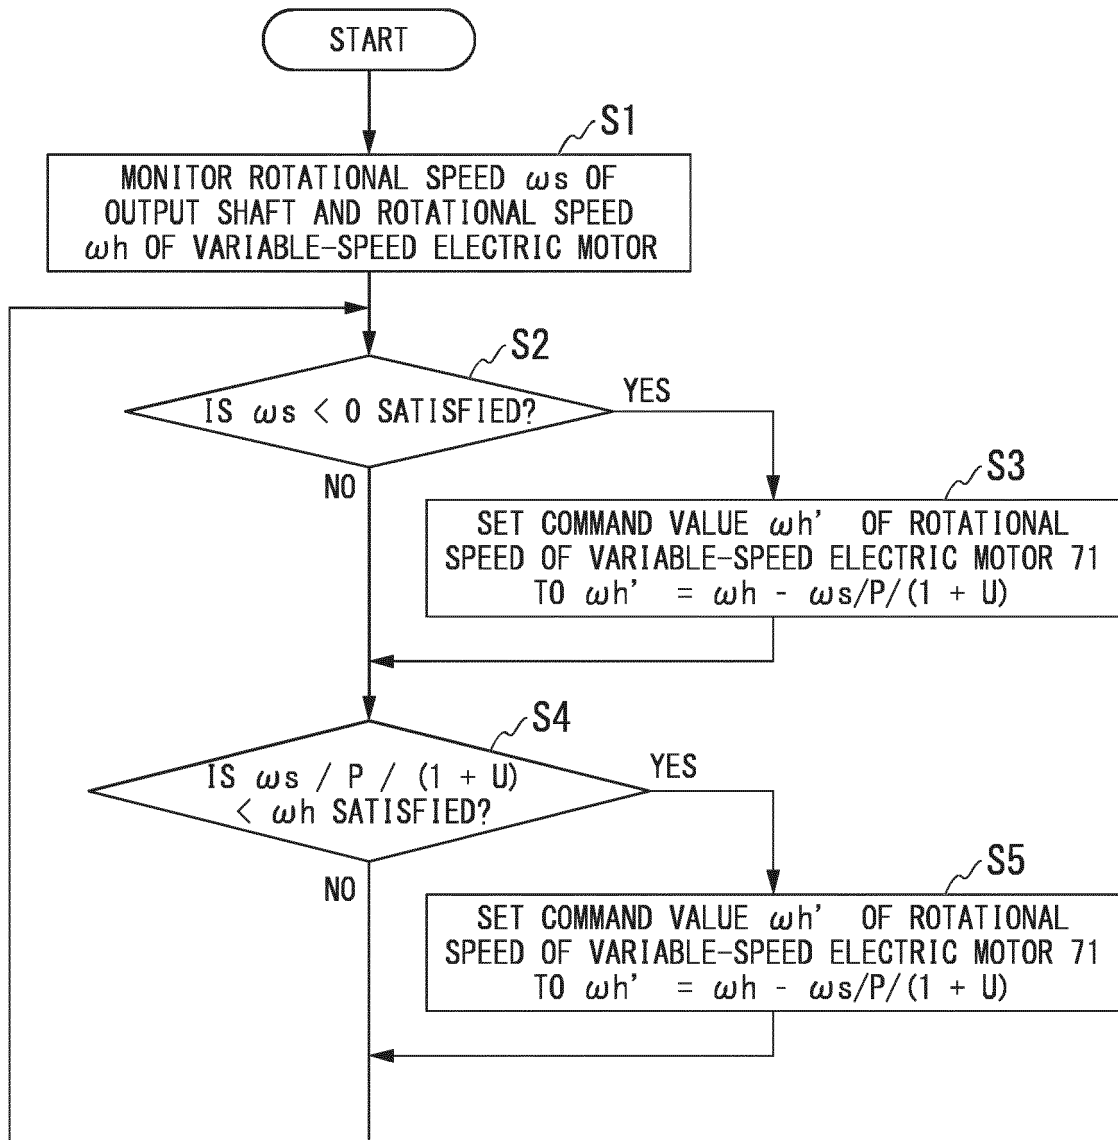 START
S1
MONITOR ROTATIONAL SPEED ωs OF
OUTPUT SHAFT AND ROTATIONAL SPEED
ωh OF VARIABLE-SPEED ELECTRIC MOTOR
S2
IS ωs < 0 SATISFIED?
YES
NO
S3
SET COMMAND VALUE ωh' OF ROTATIONAL
SPEED OF VARIABLE-SPEED ELECTRIC MOTOR 71
TO ωh' = ωh - ωs/P/(1 + U)
S4
IS ωs / P / (1 + U)
< ωh SATISFIED?
YES
NO
S5
SET COMMAND VALUE ωh' OF ROTATIONAL
SPEED OF VARIABLE-SPEED ELECTRIC MOTOR 71
TO ωh' = ωh - ωs/P/(1 + U)